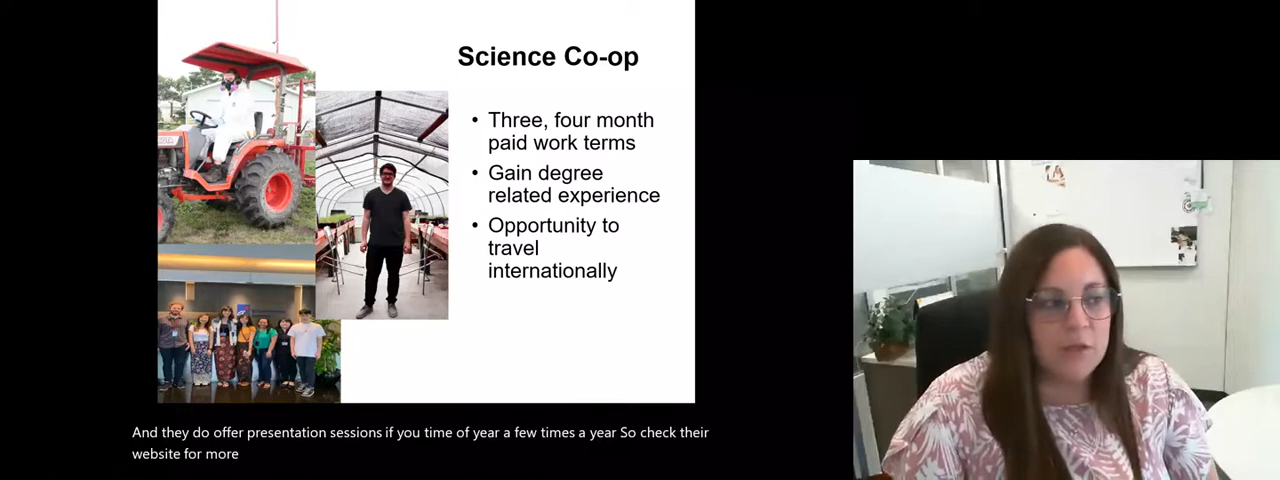 Science Co-op
• Three, four month
paid work terms
• Gain degree
related experience
• Opportunity to
travel
internationally
And they do offer presentation sessions if you time of year a few times a year So check their
website for more